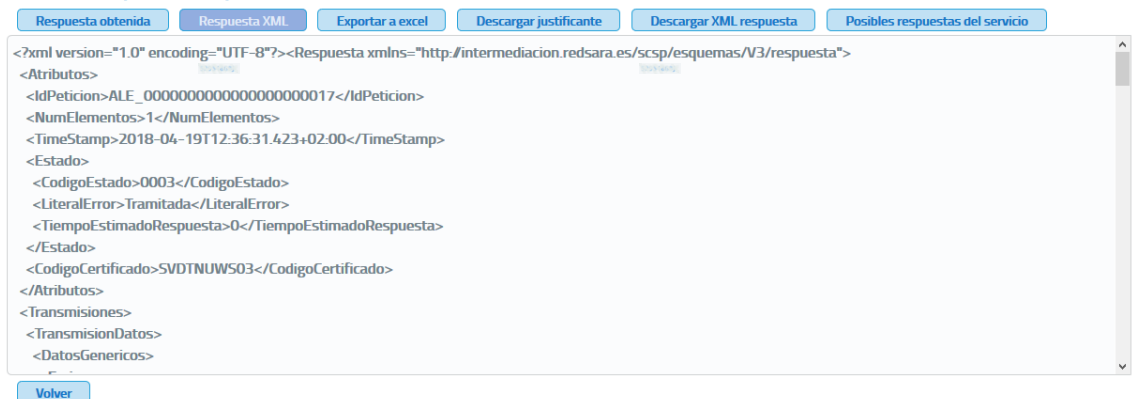 Respuesta obtenida Respuesta XML Exportar a excel Descargar justificante Descargar XML respuesta Posibles respuestas del servicio
<?xml version="1.0" encoding="UTF-8"?><Respuesta xmlns="http://intermediacion.redsara.es/scsp/esquemas/V3/respuesta">
<Atributos>
<IdPeticion>ALE_0000000000000000000017</IdPeticion>
<NumElementos>1</NumElementos>
<TimeStamp>2018-04-19T12:36:31.423+02:00</TimeStamp>
<Estado>
<CodigoEstado>0003</CodigoEstado>
<LiteralError>Tramitada</LiteralError>
<TiempoEstimadoRespuesta>0</TiempoEstimadoRespuesta>
</Estado>
<CodigoCertificado>SVDTNUWS03</CodigoCertificado>
</Atributos>
<Transmisiones>
<TransmisionDatos>
<DatosGenericos>
Volver